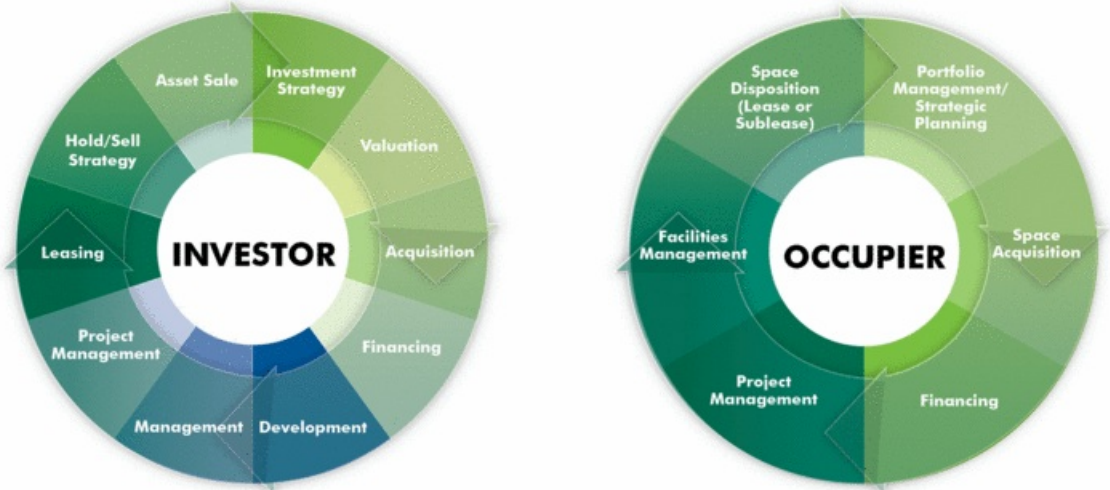 Asset Sale
Investment
Strategy
Valuation
Acquisition
Financing
Development
Management
Project
Management
Leasing
Hold/Sell
Strategy
INVESTOR
Space
Disposition
(Lease or
Sublease)
Portfolio
Management/
Strategic
Planning
Space
Acquisition
Financing
Project
Management
Facilities
Management
OCCUPIER